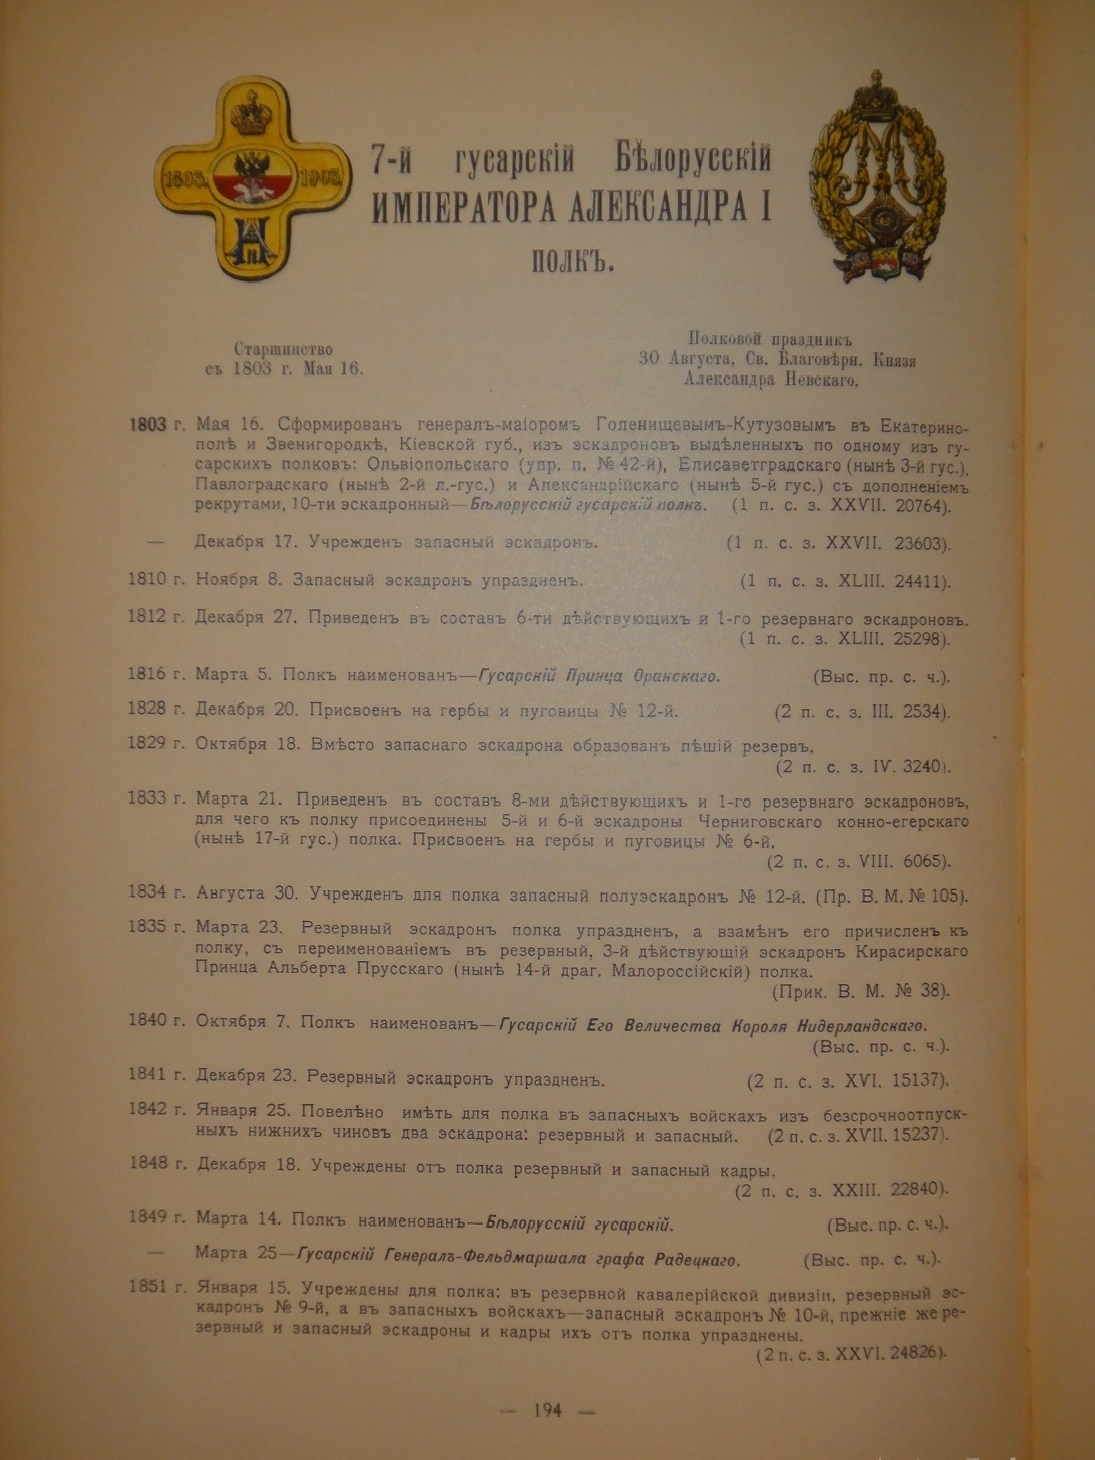 1803.
1903.
7-й гусарскій Бѣлорусскій
ИМПЕРАТОРА АЛЕКСАНДРА I
ПОЛКЪ.
Старшинство
съ 1803 г. Мая 16.
Полковой праздникъ
30 Августа, Св. Благовѣрн. Князя
Александра Невскаго.
1803 г. Мая 16. Сформированъ генералъ-маіоромъ Голенищевымъ-Кутузовымъ въ Екатерино-
полѣ и Звенигородкѣ, Кіевской губ., изъ эскадроновъ выдѣленныхъ по одному изъ гу-
сарскихъ полковъ: Ольвіопольскаго (упр. п. № 42-й), Елисаветградскаго (нынѣ 3-й гус.),
Павлоградскаго (нынѣ 2-й л.-гус.) и Александрійскаго (нынѣ 5-й гус.) съ дополненіемъ
рекрутами, 10-ти эскадронный—Бѣлорусскій гусарскій полкъ. (1 п. с. з. XXVII. 20764).
— Декабря 17. Учрежденъ запасный эскадронъ. (1 п. с. з. XXVII. 23603).
1810 г. Ноября 8. Запасный эскадронъ упраздненъ. (1 п. с. з. XLIII. 24411).
1812 г. Декабря 27. Приведенъ въ составъ 6-ти дѣйствующихъ и 1-го резервнаго эскадроновъ.
(1 п. с. з. XLIII. 25298).
1816 г. Марта 5. Полкъ наименованъ—Гусарскій Принца Оранскаго. (Выс. пр. с. ч.).
1828 г. Декабря 20. Присвоенъ на гербы и пуговицы № 12-й. (2 п. с. з. III. 2534).
1829 г. Октября 18. Вмѣсто запаснаго эскадрона образованъ пѣшій резервъ.
(2 п. с. з. IV. 3240).
1833 г. Марта 21. Приведенъ въ составъ 8-ми дѣйствующихъ и 1-го резервнаго эскадроновъ,
для чего къ полку присоединены 5-й и 6-й эскадроны Черниговскаго конно-егерскаго
(нынѣ 17-й гус.) полка. Присвоенъ на гербы и пуговицы № 6-й.
(2 п. с. з. VIII. 6065).
1834 г. Августа 30. Учрежденъ для полка запасный полуэскадронъ № 12-й. (Пр. В. М. № 105).
1835 г. Марта 23. Резервный эскадронъ полка упраздненъ, а взамѣнъ его причисленъ къ
полку, съ переименованіемъ въ резервный, 3-й дѣйствующій эскадронъ Кирасирскаго
Принца Альберта Прусскаго (нынѣ 14-й драг. Малороссійскій) полка.
(Прик. В. М. № 38).
1840 г. Октября 7. Полкъ наименованъ—Гусарскій Его Величества Короля Нидерландскаго.
(Выс. пр. с. ч.).
1841 г. Декабря 23. Резервный эскадронъ упраздненъ. (2 п. с. з. XVI. 15137).
1842 г. Января 25. Повелѣно имѣть для полка въ запасныхъ войскахъ изъ безсрочноотпуск-
ныхъ нижнихъ чиновъ два эскадрона: резервный и запасный. (2 п. с. з. XVII. 15237).
1848 г. Декабря 18. Учреждены отъ полка резервный и запасный кадры.
(2 п. с. з. XXIII. 22840).
1849 г. Марта 14. Полкъ наименованъ—Бѣлорусскій гусарскій. (Выс. пр. с. ч.).
— Марта 25—Гусарскій Генералъ-Фельдмаршала графа Радецкаго. (Выс. пр. с. ч.).
1851 г. Января 15. Учреждены для полка: въ резервной кавалерійской дивизіи, резервный эс-
кадронъ № 9-й, а въ запасныхъ войскахъ—запасный эскадронъ № 10-й, прежніе же ре-
зервный и запасный эскадроны и кадры ихъ отъ полка упразднены.
(2 п. с. з. XXVI. 24826).
— 194 —